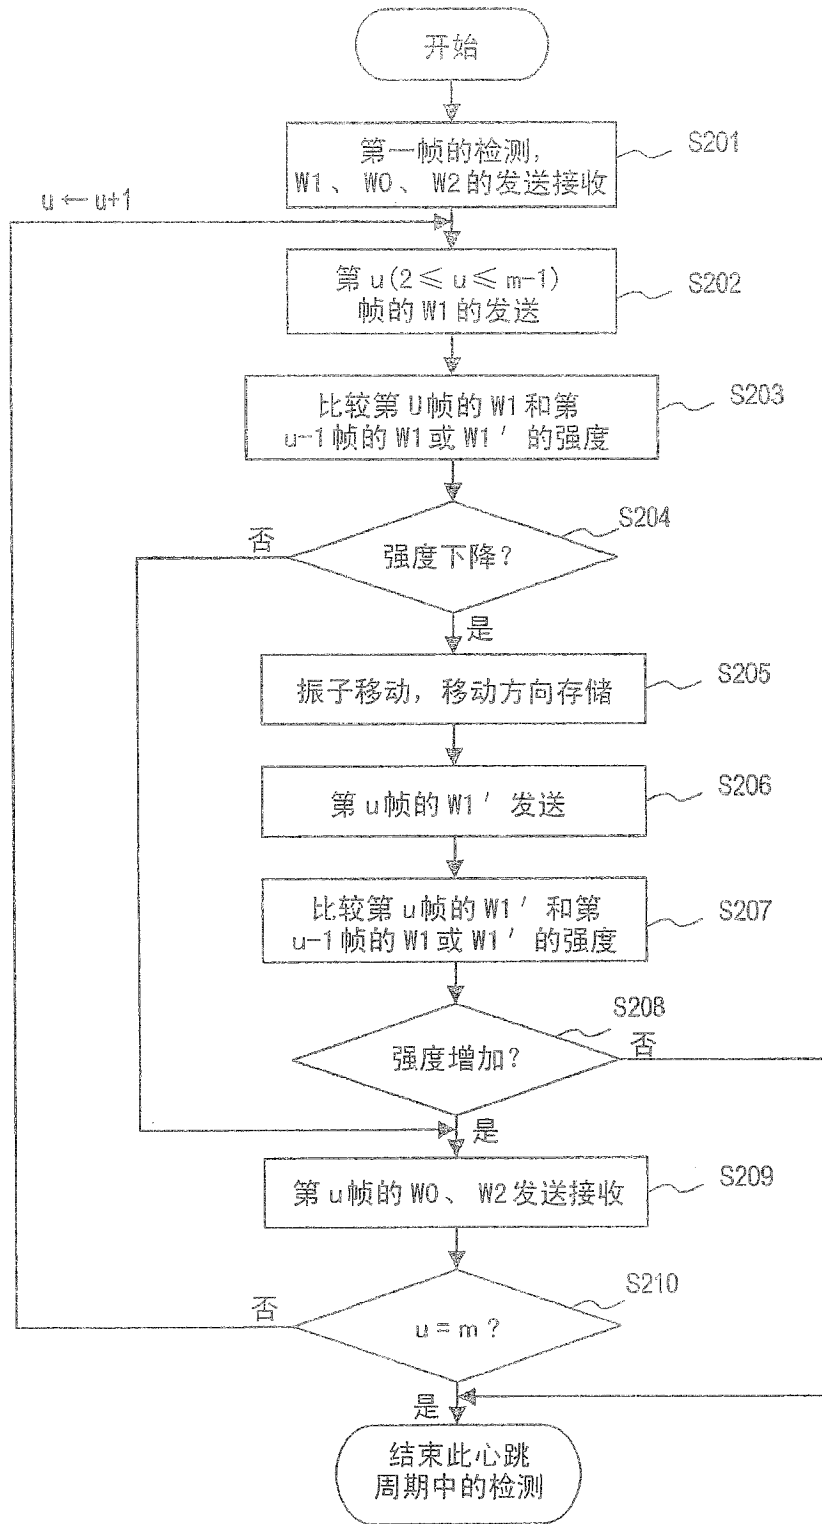 开始
第一帧的检测,
W1、W0、W2的发送接收
S201
u←u+1
第u(2≤u≤m-1)
帧的W1的发送
S202
比较第U帧的W1和第
u-1帧的W1或W1′的强度
S203
强度下降?
S204
否
是
振子移动,移动方向存储
S205
第u帧的W1′发送
S206
比较第u帧的W1′和第
u-1帧的W1或W1′的强度
S207
强度增加?
S208
否
是
第u帧的W0、W2发送接收
S209
u=m?
S210
否
是
结束此心跳
周期中的检测